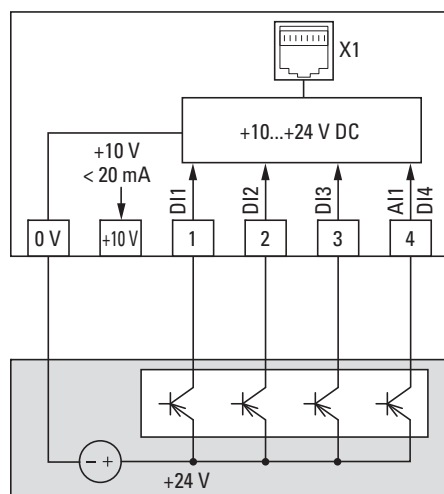 X1
+10...+24 V DC
+10 V
< 20 mA
DI1
DI2
DI3
AI1
DI4
0 V
+10 V
1
2
3
4
- +
+24 V